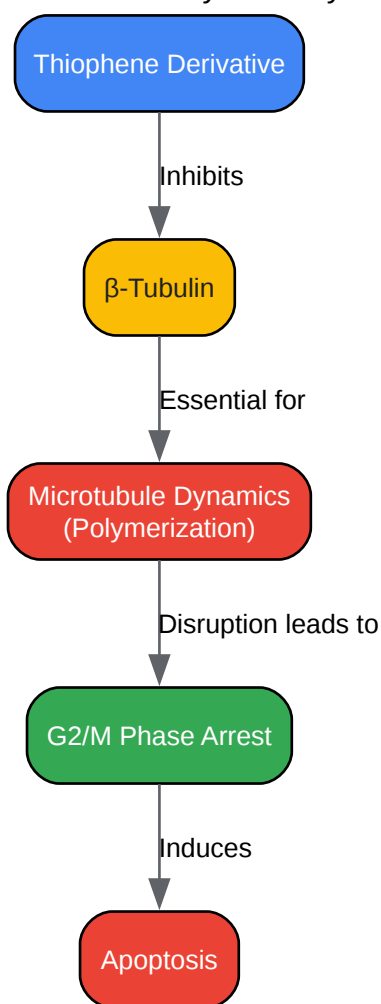 Thiophene Derivative
Inhibits
β-Tubulin
Essential for
Microtubule Dynamics
(Polymerization)
Disruption leads to
G2/M Phase Arrest
Induces
Apoptosis